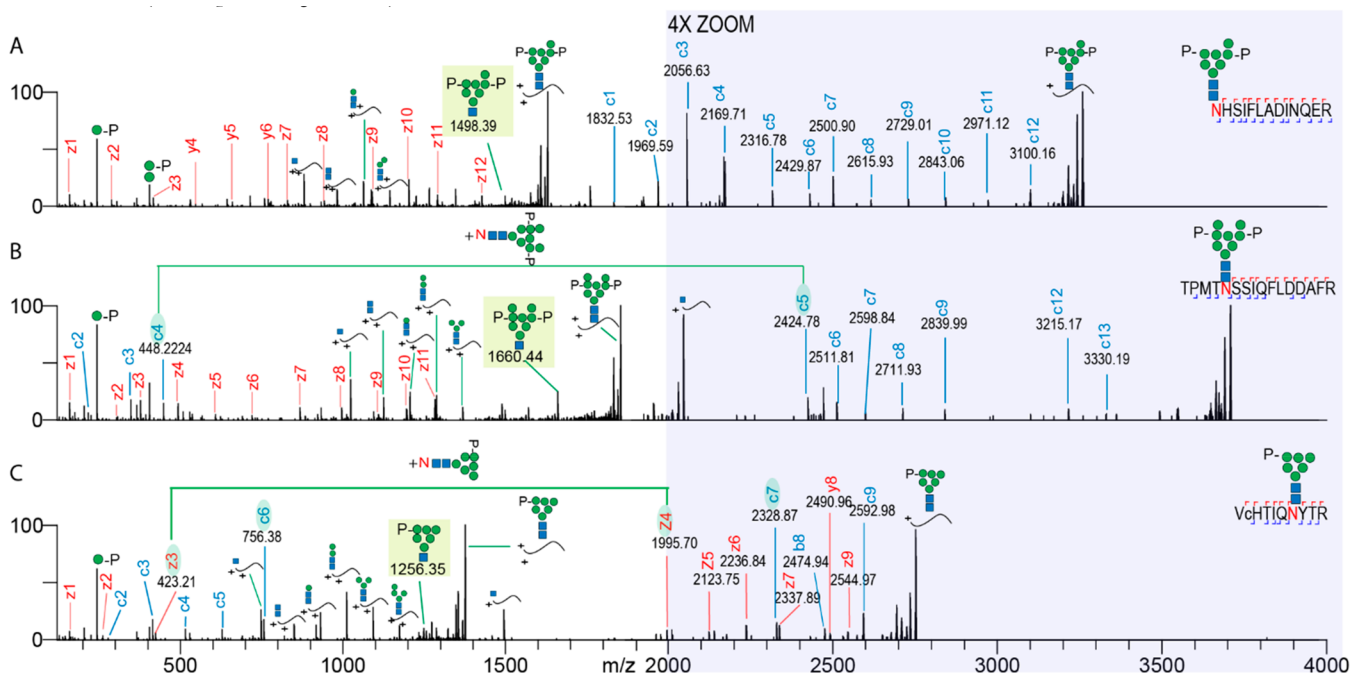 4X ZOOM
A
100
0
z1
z2
P
P
z3
y4
y5
y6
z7
z8
z9
z10
z11
P- -P
1498.39
z12
P- -P
c1
1832.53
c2
1969.59
c3
2056.63
c4
2169.71
c5
2316.78
c6
2429.87
c7
2500.90
c8
2615.93
c9
2729.01
c10
2843.06
c11
2971.12
c12
3100.16
P- -P
P- -P
NHSIFLADINQER
B
+N
P
P
100
0
z1
c2
-P
z2
c3
z3
c4
448.2224
z4
z5
z6
z7
z8
z9
z10
z11
P- -P
1660.44
P- -P
c5
2424.78
c6
2511.81
c7
2598.84
c8
2711.93
c9
2839.99
c12
3215.17
c13
3330.19
P- -P
TPMTNSSIQFLDDAFR
C
+N
P
100
0
z1
-P
z2
c2
c3
z3
423.21
c4
c5
c6
756.38
P-
1256.35
P-
Z4
1995.70
Z5
2123.75
z6
2236.84
c7
2328.87
z7
2337.89
b8
2474.94
y8
2490.96
z9
2544.97
c9
2592.98
P-
P-
VcHTIQNYTR
500
1000
1500
m/z
2000
2500
3000
3500
4000